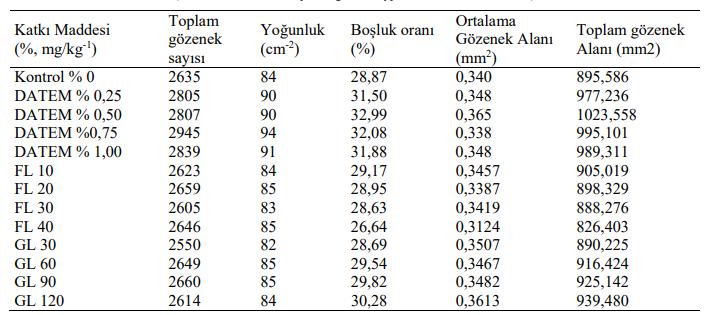 Katkı Maddesi (%, mg/kg-1) Toplam gözenek sayısı Yoğunluk (cm-2) Boşluk oranı (%) Ortalama Gözenek Alanı (mm2) Toplam gözenek Alanı (mm2)
Kontrol % 0 2635 84 28,87 0,340 895,586
DATEM % 0,25 2805 90 31,50 0,348 977,236
DATEM % 0,50 2807 90 32,99 0,365 1023,558
DATEM %0,75 2945 94 32,08 0,338 995,101
DATEM % 1,00 2839 91 31,88 0,348 989,311
FL 10 2623 84 29,17 0,3457 905,019
FL 20 2659 85 28,95 0,3387 898,329
FL 30 2605 83 28,63 0,3419 888,276
FL 40 2646 85 26,64 0,3124 826,403
GL 30 2550 82 28,69 0,3507 890,225
GL 60 2649 85 29,54 0,3467 916,424
GL 90 2660 85 29,82 0,3482 925,142
GL 120 2614 84 30,28 0,3613 939,480